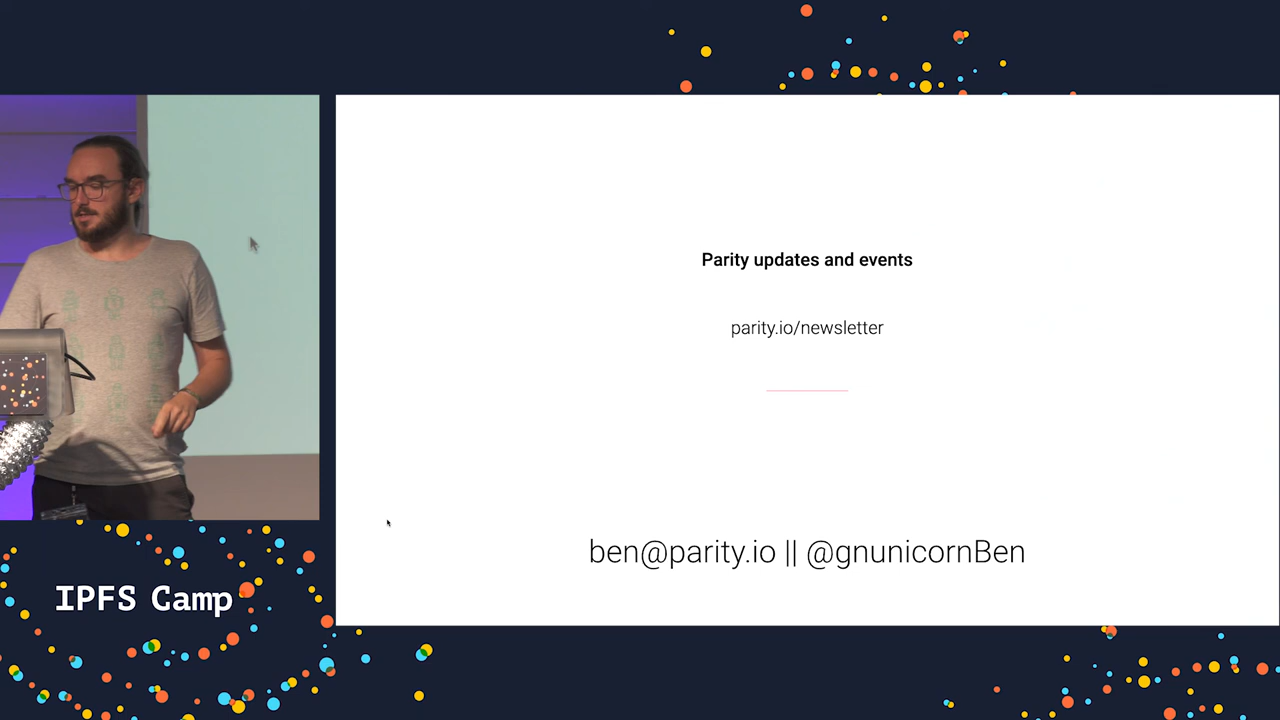 Parity updates and events
parity.io/newsletter
ben@parity.io || @gnunicornBen
IPFS Camp